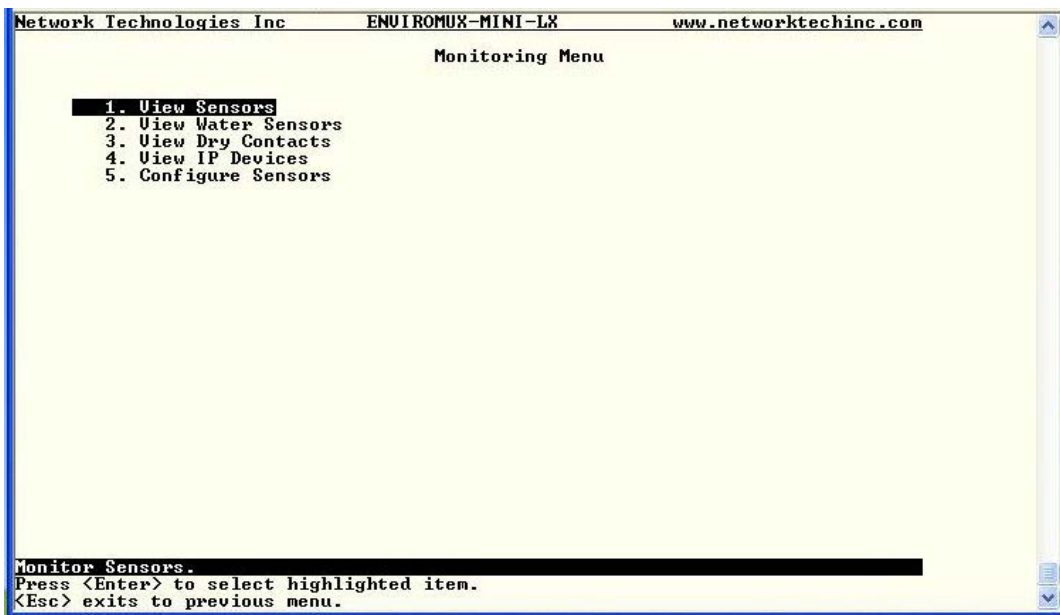 Network Technologies Inc ENVIROMUX-MINI-LX www.networktechinc.com
Monitoring Menu
1. View Sensors
2. View Water Sensors
3. View Dry Contacts
4. View IP Devices
5. Configure Sensors
Monitor Sensors.
Press <Enter> to select highlighted item.
<Esc> exits to previous menu.